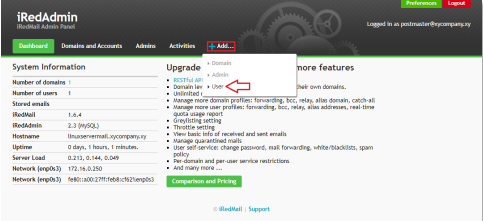 Preferences Logout
iRedAdmin
iRedMail Admin Panel
Logged in as postmaster@xycompany.xy
Dashboard Domains and Accounts Admins Activities + Add...
Domain
Admin
User
System Information
Number of domains 1
Number of users 1
Stored emails
iRedMail 1.6.4
iRedAdmin 2.3 (MySQL)
Hostname linuxservermail.xycompany.xy
Uptime 0 days, 1 hours, 1 minutes.
Server Load 0.213, 0.144, 0.049
Network (enp0s3) 172.16.0.250
Network (enp0s3) fe80::a00:27ff:feb8:cf62%enp0s3
Upgrade more features
RESTful API
Domain lev heir own domains.
Unlimited
Manage more domain profiles: forwarding, bcc, relay, alias domain, catch-all
Manage more user profiles: forwarding, bcc, relay, alias addresses, real-time
quota usage report
Greylisting setting
Throttle setting
View basic info of received and sent emails
Manage quarantined mails
User self-service: change password, mail forwarding, white/blacklists, spam
policy
Per-domain and per-user service restrictions
And many more ...
Comparison and Pricing
© iRedMail | Support